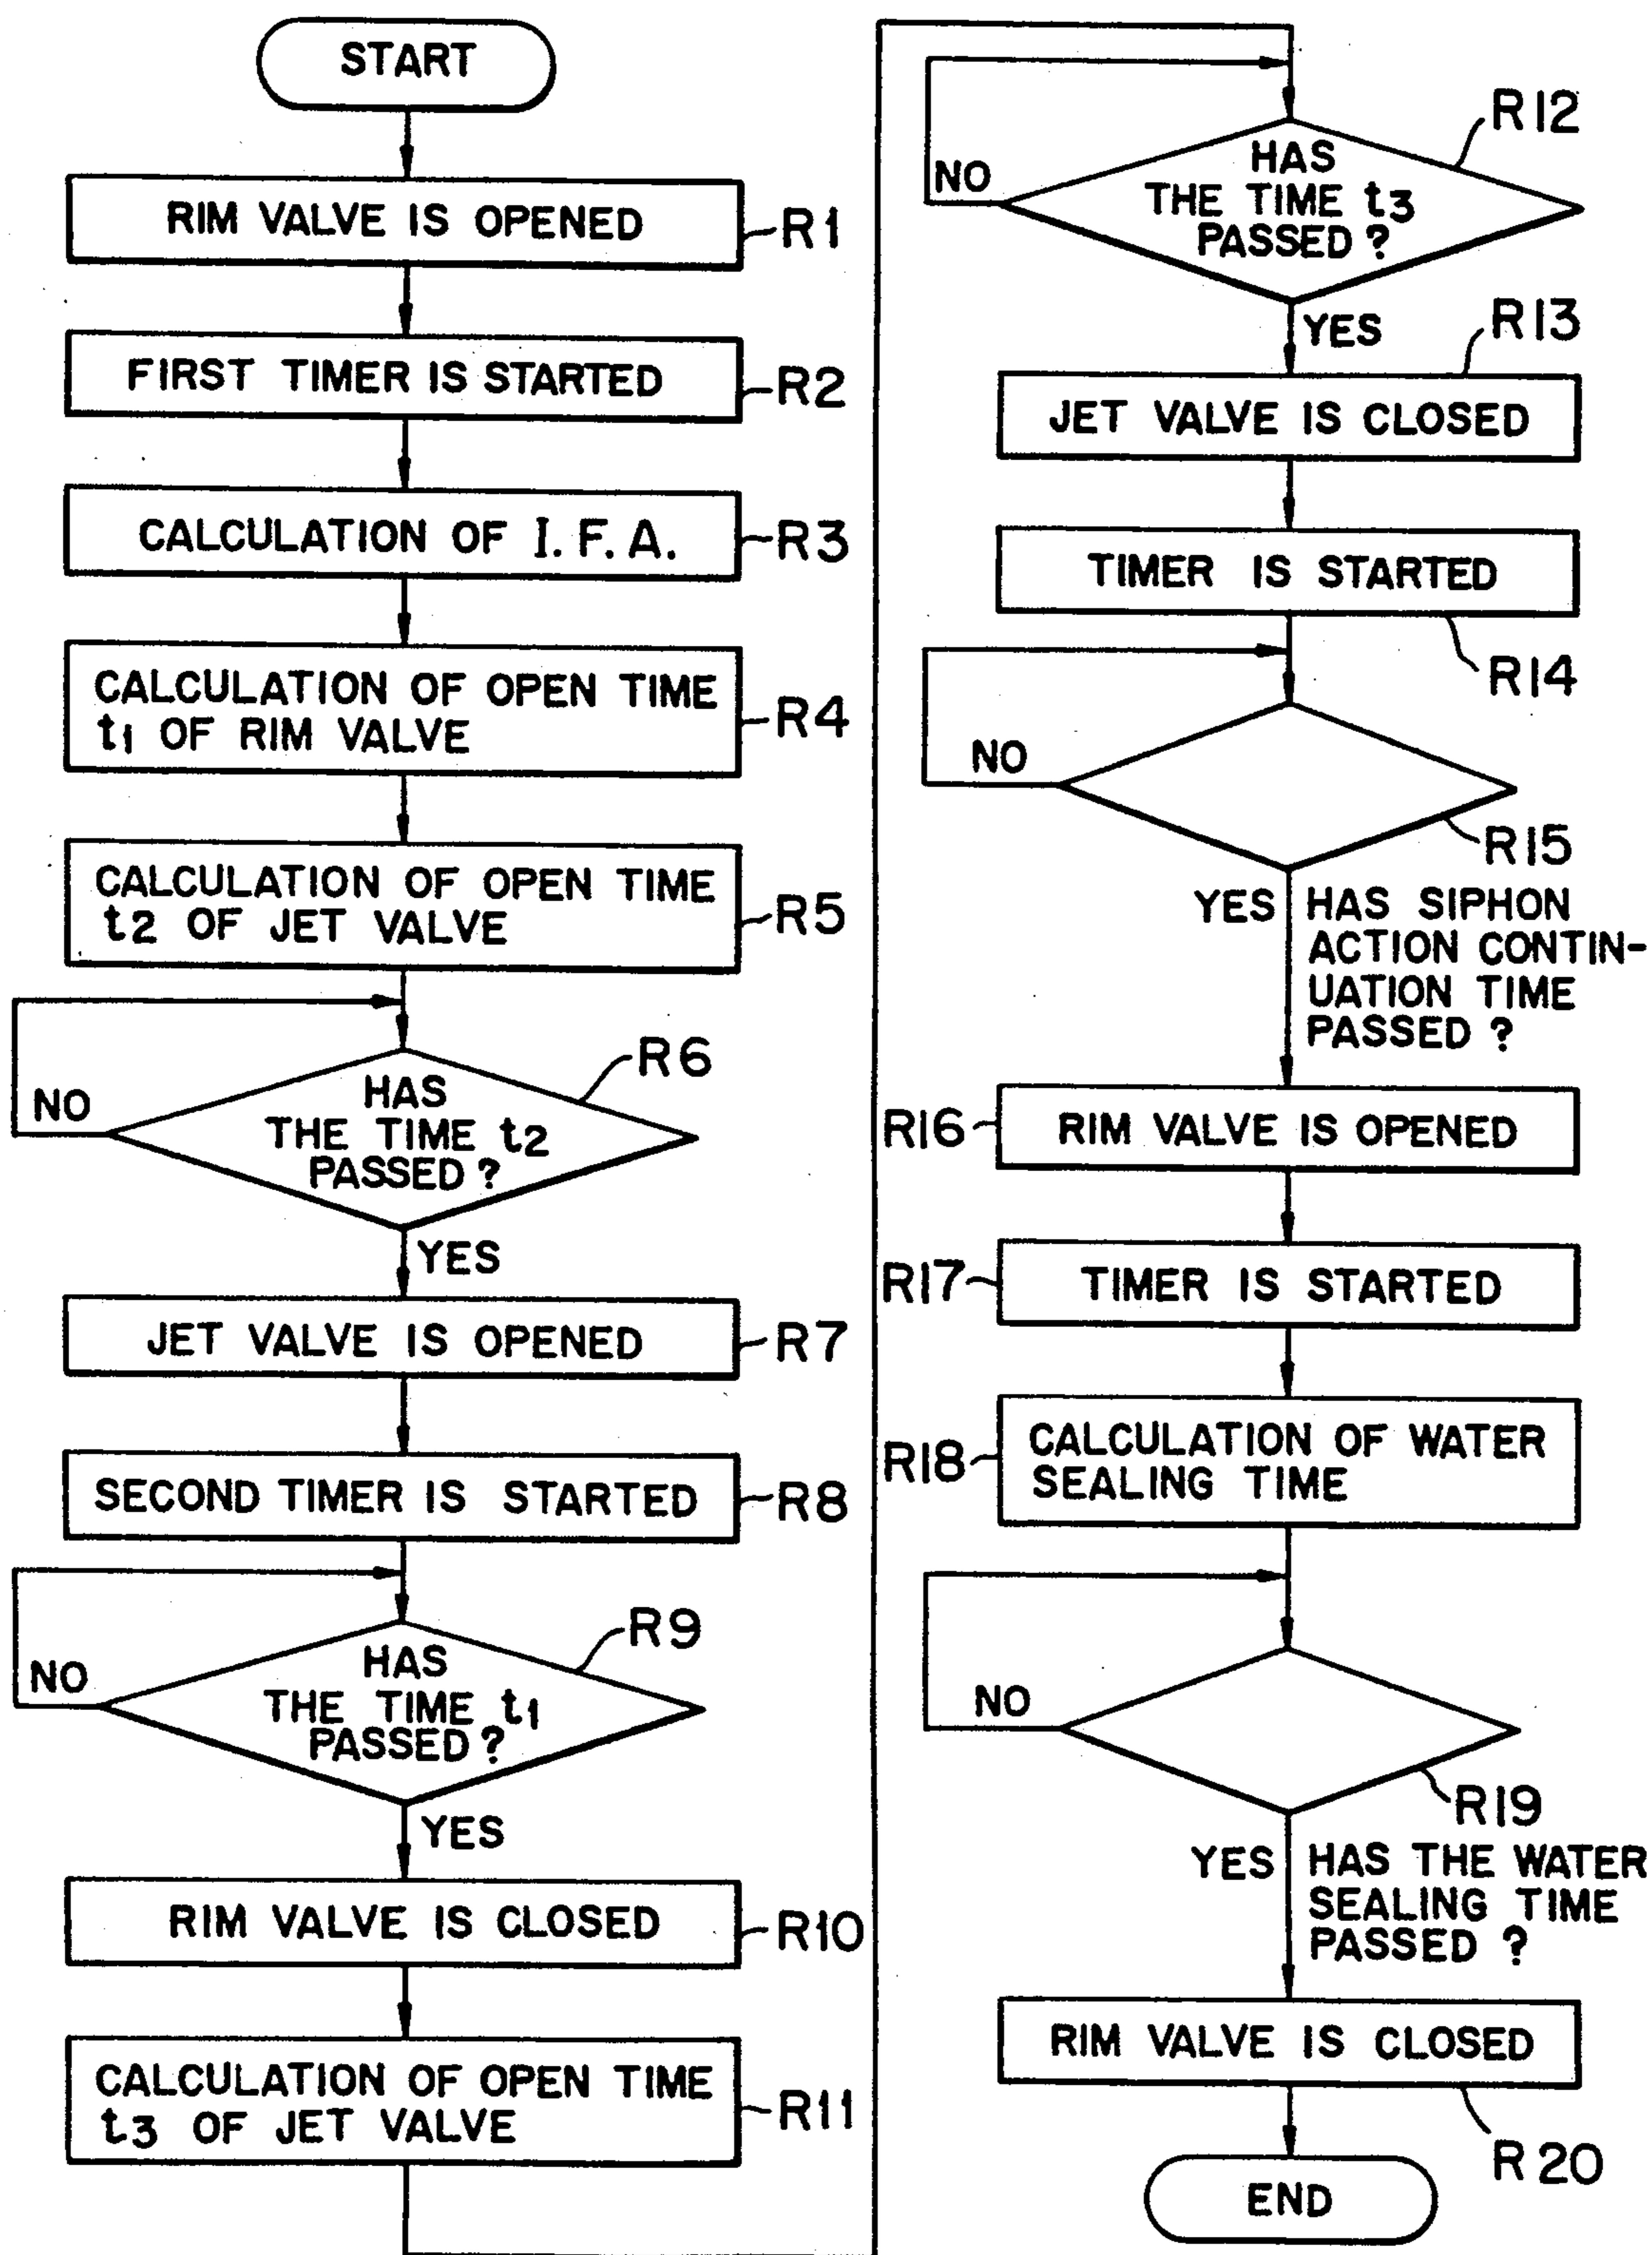 START
RIM VALVE IS OPENED
R1
FIRST TIMER IS STARTED
R2
CALCULATION OF I.F.A.
R3
CALCULATION OF OPEN TIME
t1 OF RIM VALVE
R4
CALCULATION OF OPEN TIME
t2 OF JET VALVE
R5
R6
HAS
THE TIME t2
PASSED?
NO
YES
JET VALVE IS OPENED
R7
SECOND TIMER IS STARTED
R8
R9
HAS
THE TIME t1
PASSED?
NO
YES
RIM VALVE IS CLOSED
R10
CALCULATION OF OPEN TIME
t3 OF JET VALVE
R11
R12
HAS
THE TIME t3
PASSED?
NO
YES
R13
JET VALVE IS CLOSED
TIMER IS STARTED
R14
NO
R15
YES
HAS SIPHON
ACTION CONTIN-
UATION TIME
PASSED?
R16
RIM VALVE IS OPENED
R17
TIMER IS STARTED
R18
CALCULATION OF WATER
SEALING TIME
NO
R19
YES
HAS THE WATER
SEALING TIME
PASSED?
RIM VALVE IS CLOSED
R20
END